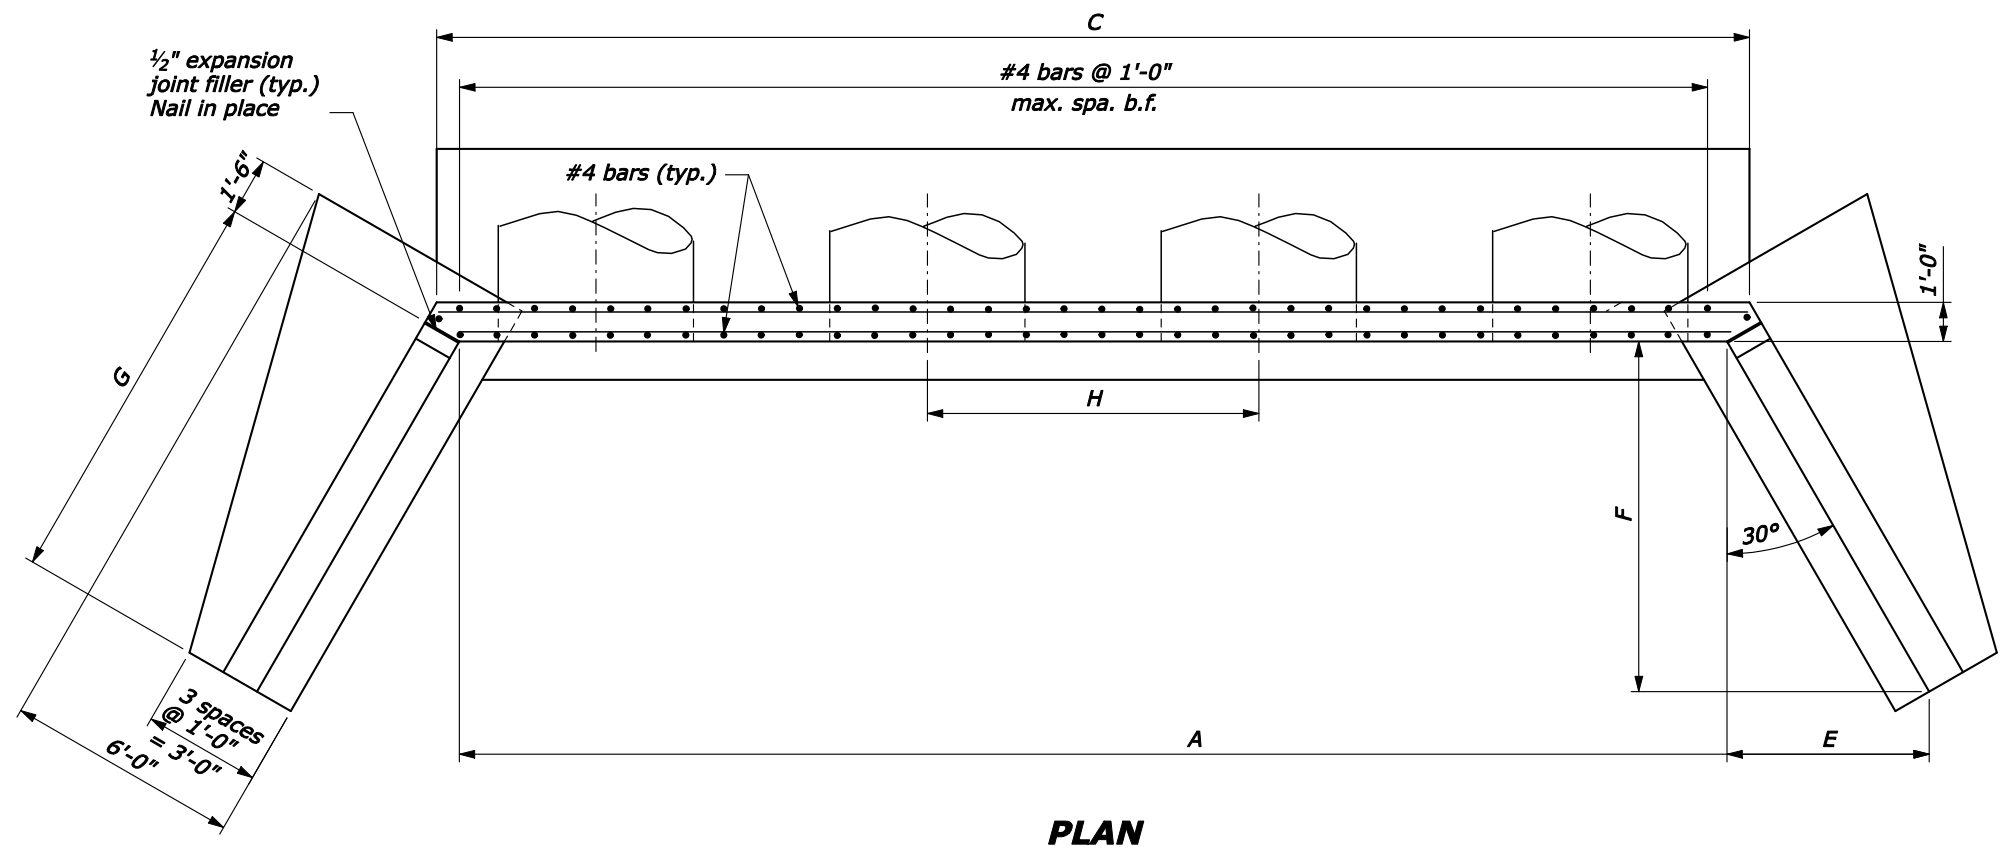 C
½" expansion
joint filler (typ.)
Nail in place
#4 bars @ 1'-0"
max. spa. b.f.
1'-6"
#4 bars (typ.)
1'-0"
G
H
F
30°
3 spaces
@ 1'-0"
= 3'-0"
6'-0"
A
E
PLAN